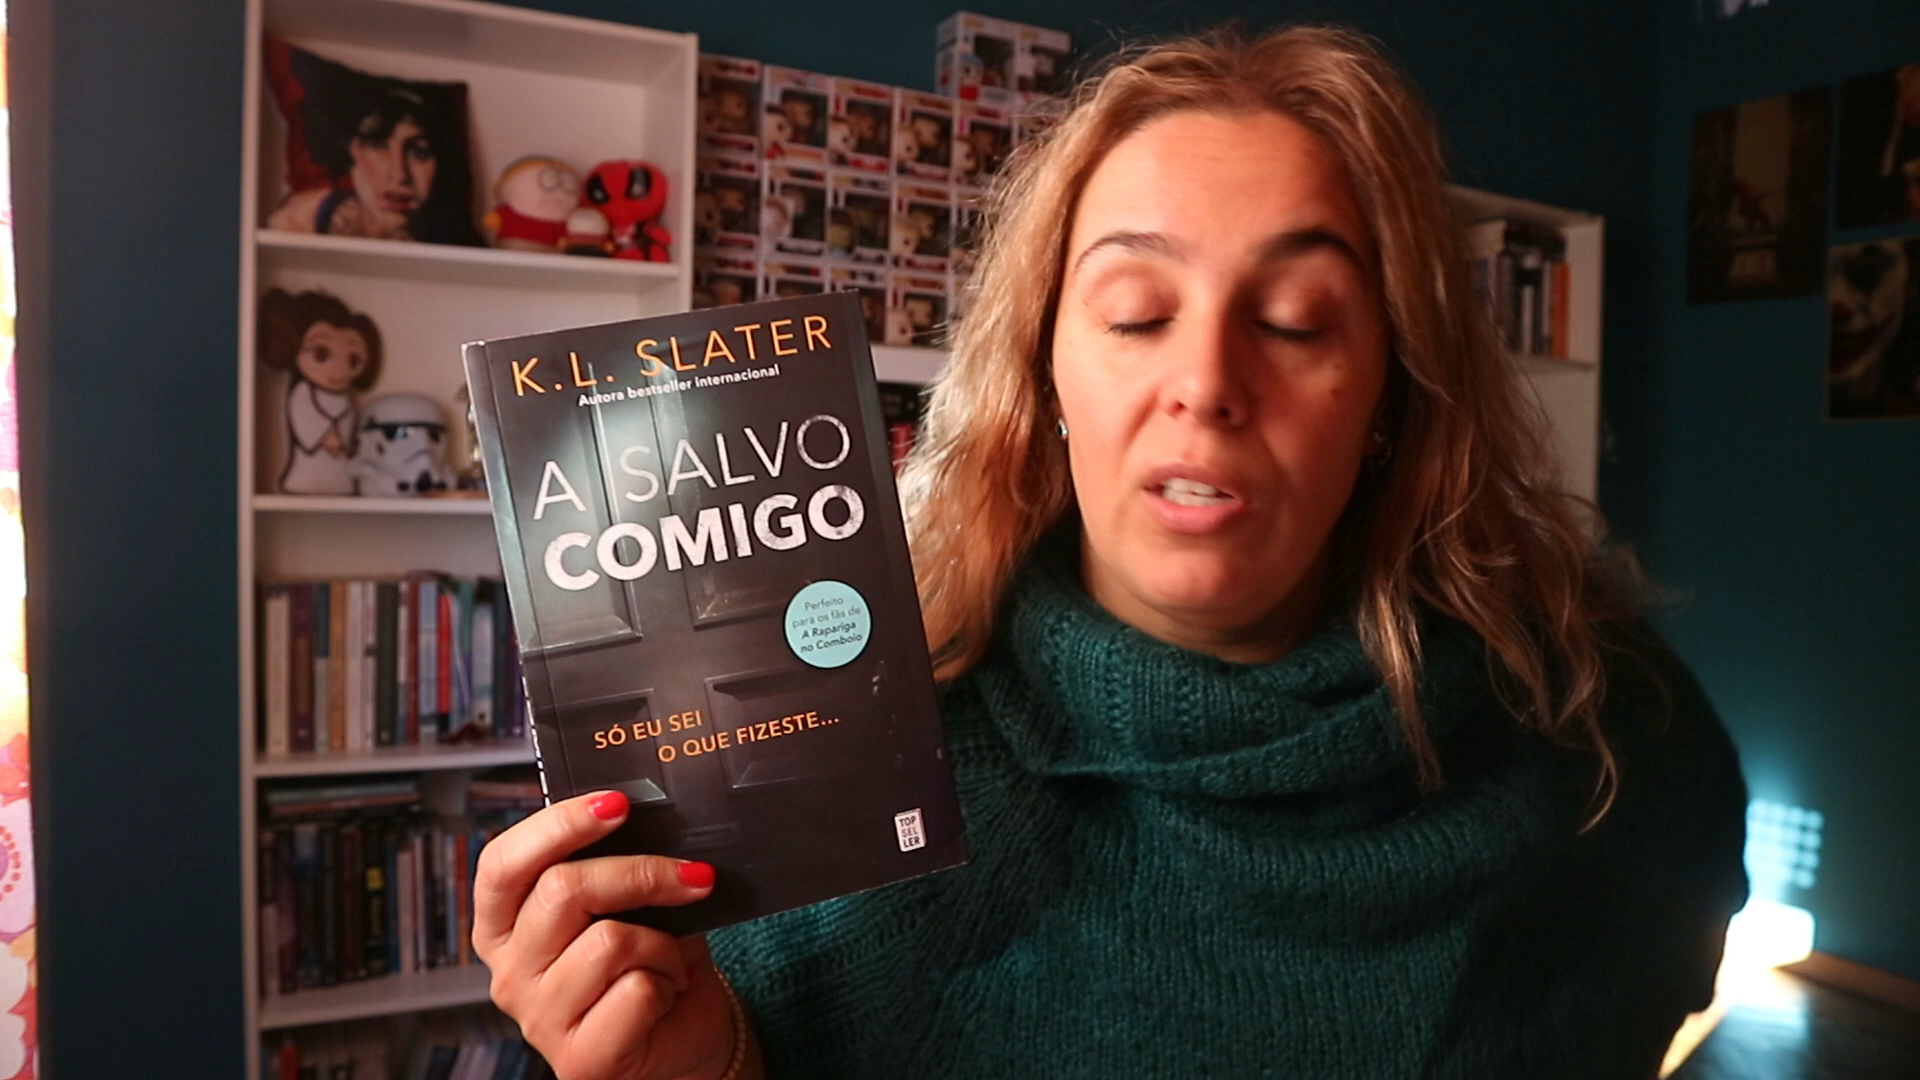 K.L. SLATER
Autora bestseller internacional
A SALVO
COMIGO
Perfeito
para os fãs de
A Rapariga
no Comboio
SÓ EU SEI
O QUE FIZESTE...
TOP
SEL
LER
JOKER